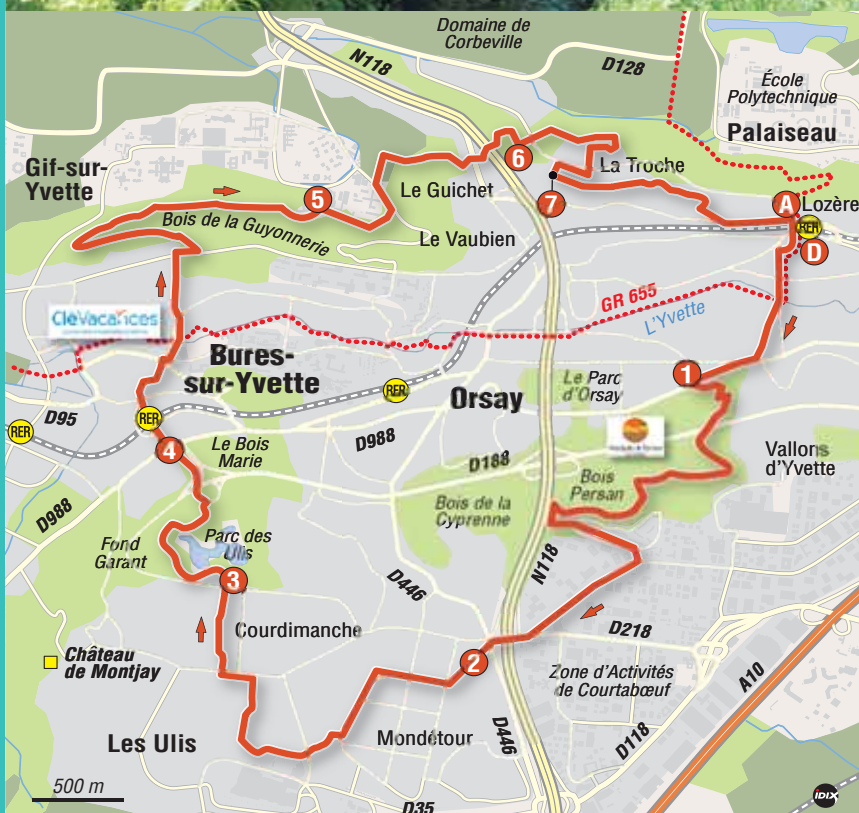 Domaine de
Corbeville
N118
D128
École
Polytechnique
Palaiseau
Gif-sur-
Yvette
6
La Troche
5
Le Guichet
7
A
Lozère
Bois de la Guyonnerie
RER
Le Vaubien
D
CléVacances
GR 655
L'Yvette
Bures-
sur-Yvette
1
Le Parc
d'Orsay
RER
Orsay
D95
RER
RER
4
Le Bois
Marie
D988
D188
Vallons
d'Yvette
Bois
Persan
Bois de la
Cyprenne
D988
Fond
Garant
Parc des
Ulis
N118
3
D446
Courdimanche
D218
2
Château
de Montjay
Zone d'Activités
de Courtabœuf
A10
Les Ulis
Mondétour
D446
D118
500 m
D35
IDIX